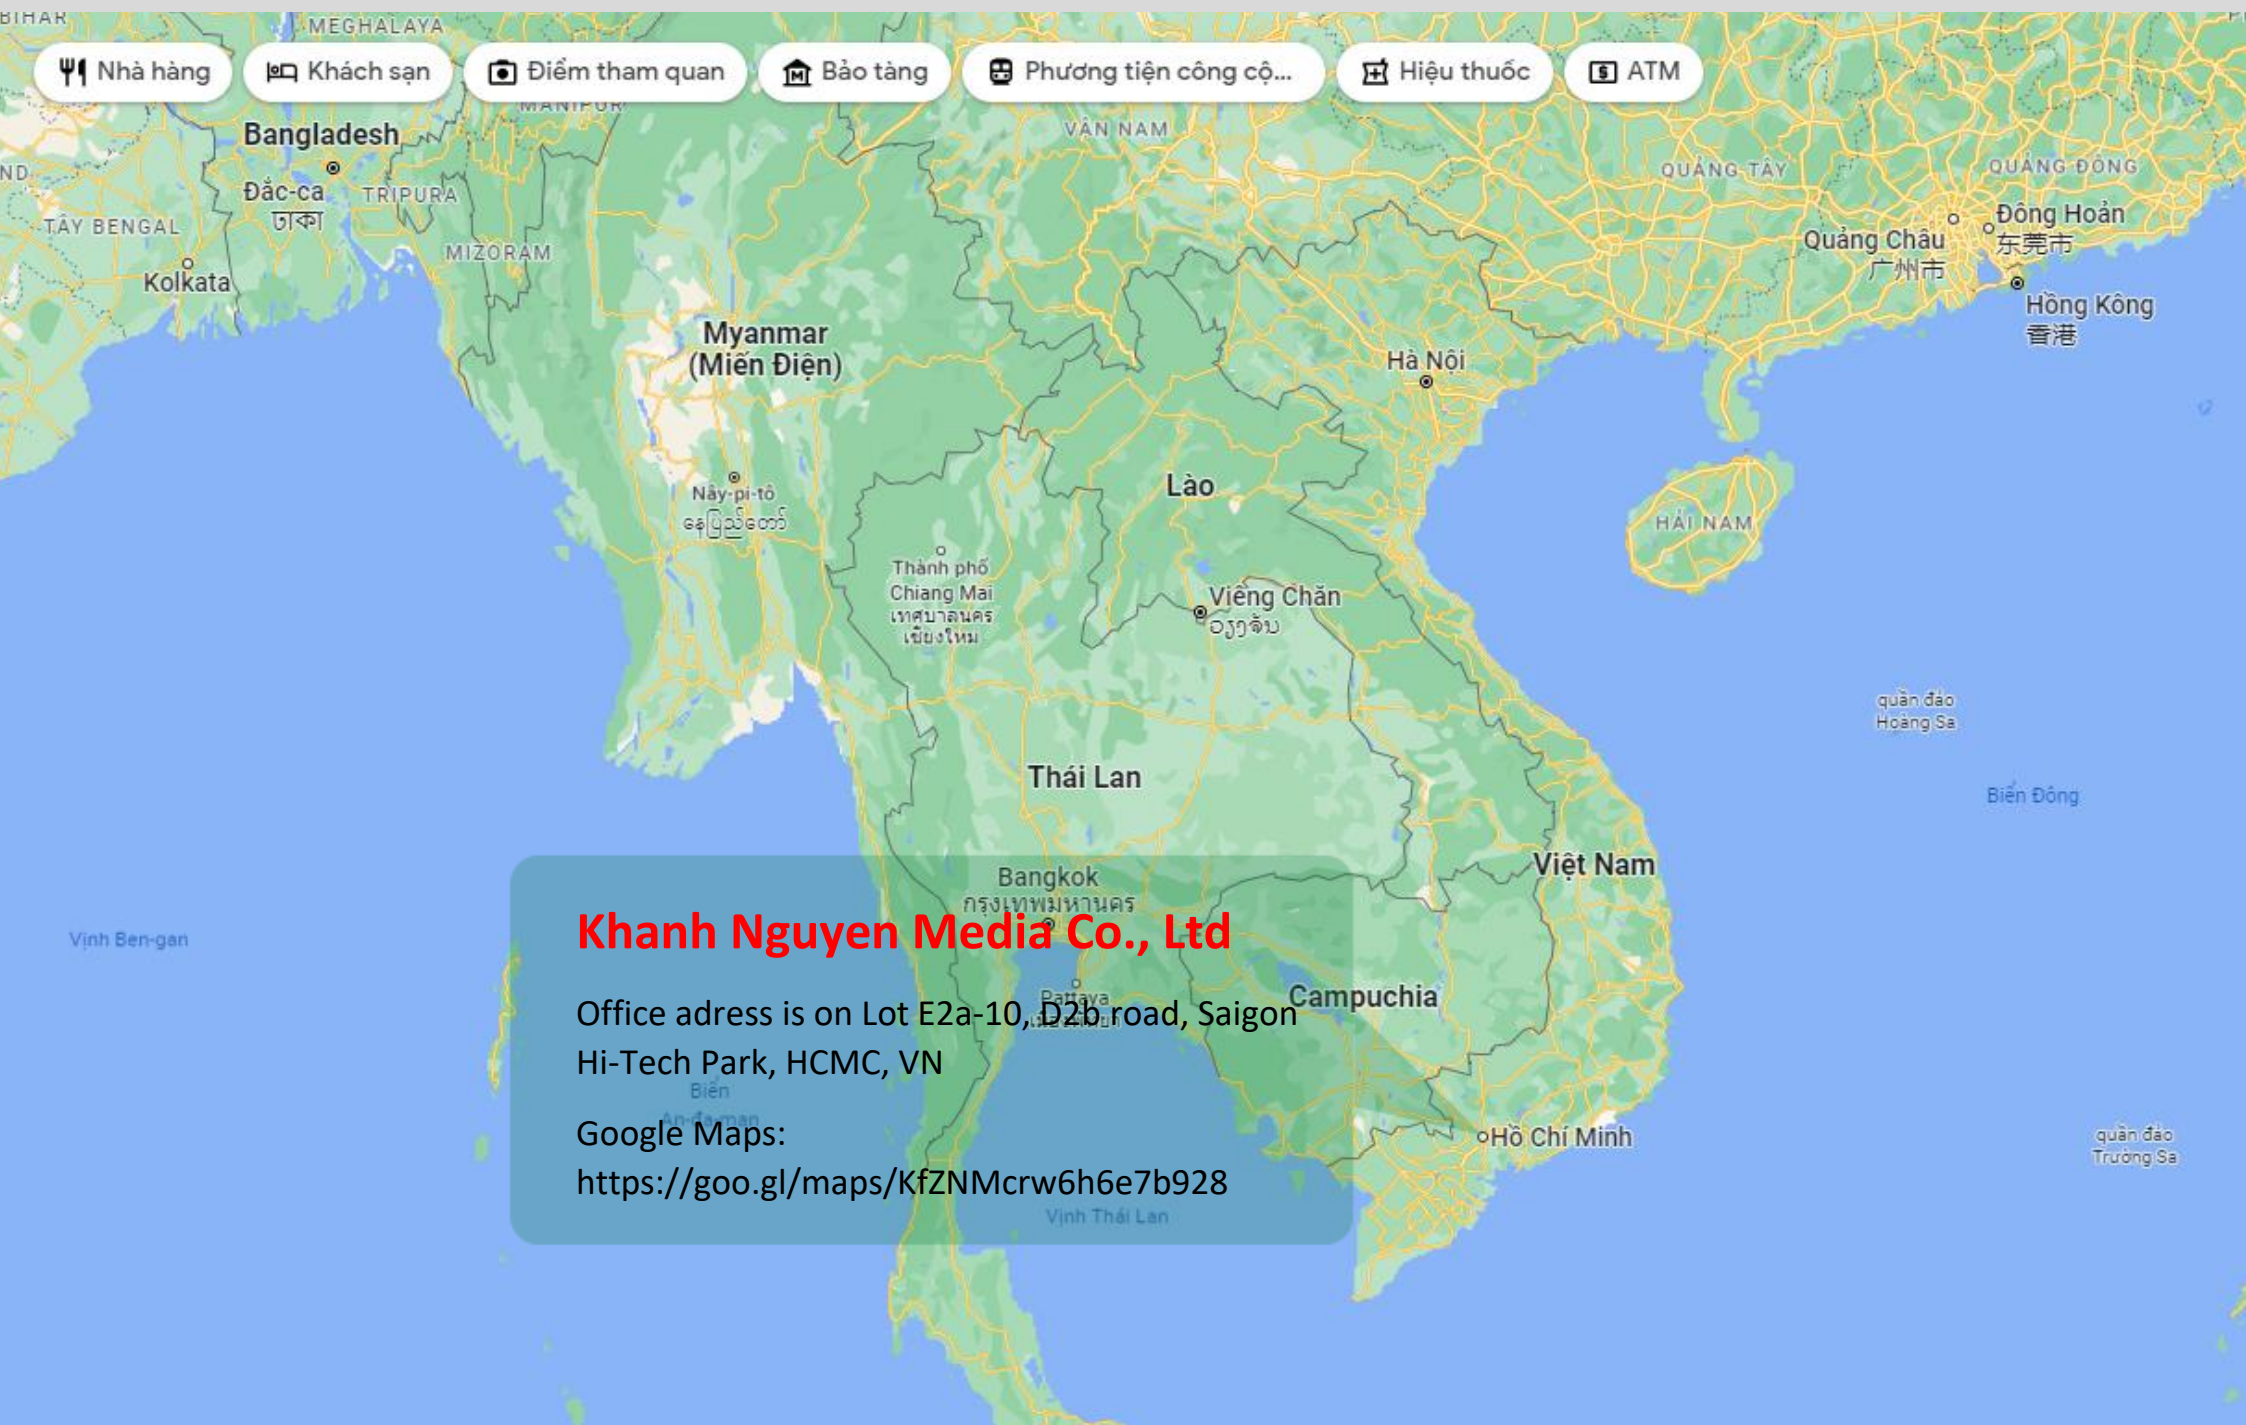 BIHAR
MEGHALAYA
Nhà hàng
Khách sạn
Điểm tham quan
Bảo tàng
Phương tiện công cộ...
Hiệu thuốc
ATM
MANIPUR
Bangladesh
VÂN NAM
ND
Đắc-ca
ঢাকা
TRIPURA
QUẢNG TÂY
QUẢNG ĐÔNG
TÂY BENGAL
MIZORAM
Kolkata
Quảng Châu
广州市
Đông Hoản
东莞市
Hồng Kông
香港
Myanmar
(Miến Điện)
Hà Nội
Nây-pi-tô
နေပြည်တော်
Lào
HẢI NAM
Thành phố
Chiang Mai
เทศบาลนคร
เชียงใหม่
Viêng Chăn
ວຽງຈັນ
quần đảo
Hoàng Sa
Thái Lan
Biển Đông
Việt Nam
Bangkok
กรุงเทพมหานคร
Vịnh Ben-gan
Khanh Nguyen Media Co., Ltd
Pattaya
Campuchia
Office adress is on Lot E2a-10, D2b road, Saigon
Hi-Tech Park, HCMC, VN
Biển
An-đa-man
Google Maps:
https://goo.gl/maps/KfZNMcrw6h6e7b928
Hồ Chí Minh
quần đảo
Trường Sa
Vịnh Thái Lan